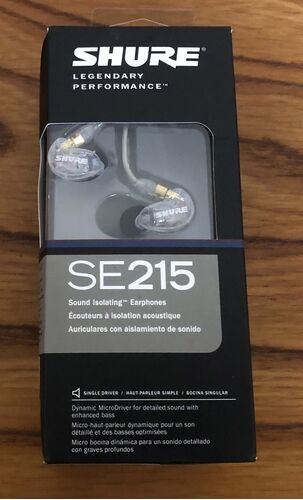 SHURE
LEGENDARY
PERFORMANCE™
SHURE
SHURE
SE215
Sound Isolating™ Earphones
Écouteurs à isolation acoustique
Auriculares con aislamiento de sonido
SINGLE DRIVER / HAUT-PARLEUR SIMPLE / BOCINA SINGULAR
Dynamic MicroDriver for detailed sound with
enhanced bass
Micro-haut-parleur dynamique pour un son
détaillé et des basses optimisées
Micro bocina dinámica para un sonido detallado
con graves profundos